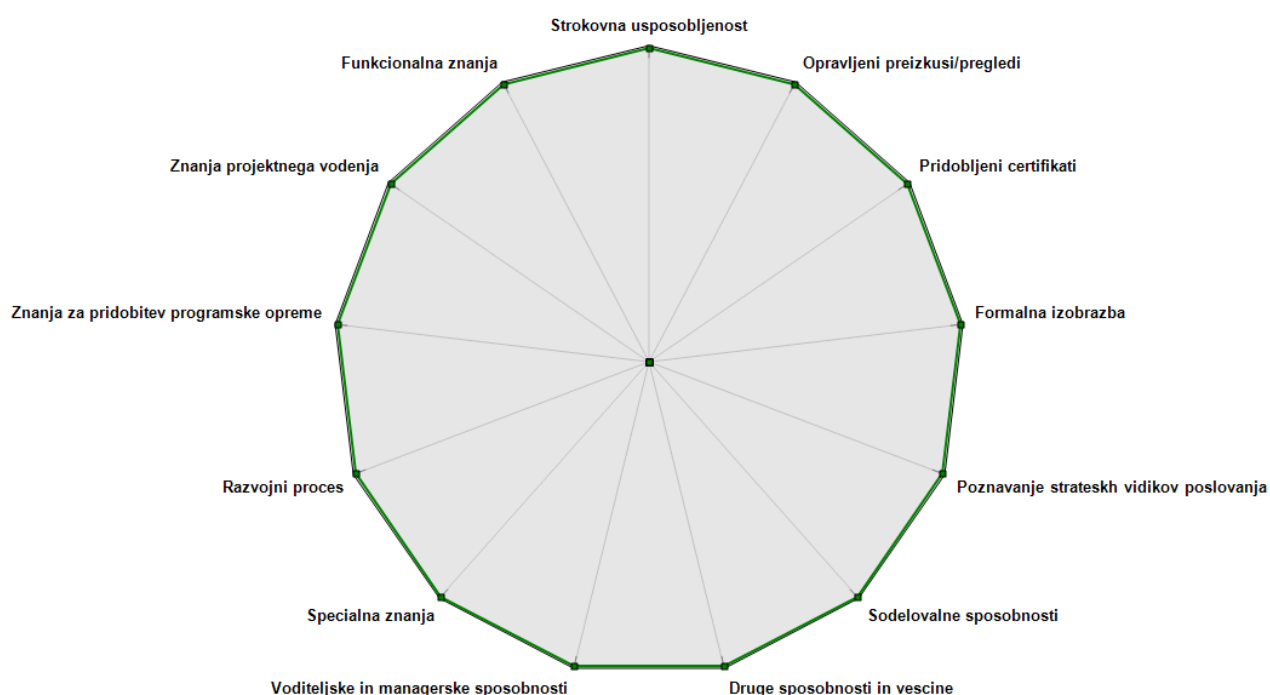 Strokovna usposobljenost
Funkcionalna znanja
Opravljeni preizkusi/pregledi
Znanja projektnega vodenja
Pridobljeni certifikati
Znanja za pridobitev programske opreme
Formalna izobrazba
Razvojni proces
Poznavanje strateskh vidikov poslovanja
Specialna znanja
Sodelovalne sposobnosti
Voditeljske in managerske sposobnosti
Druge sposobnosti in vescine